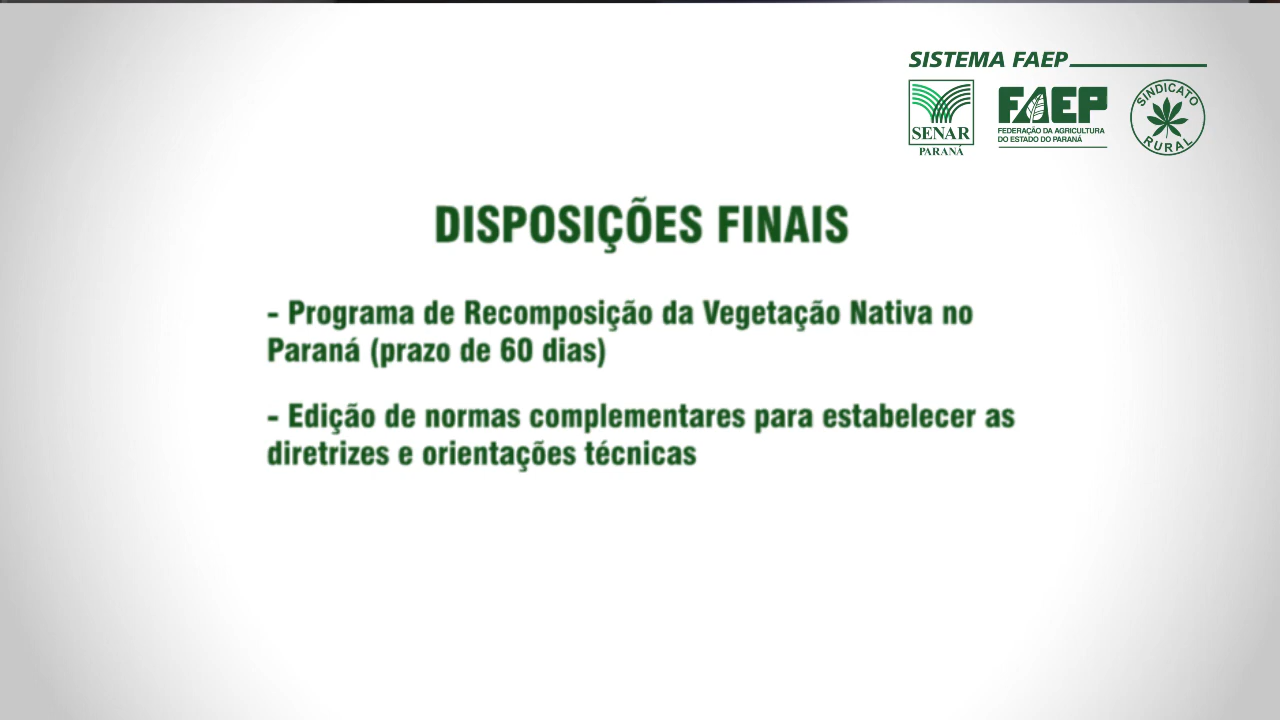 SISTEMA FAEP
SENAR
PARANÁ
FAEP
FEDERAÇÃO DA AGRICULTURA
DO ESTADO DO PARANÁ
SINDICATO
RURAL
DISPOSIÇÕES FINAIS
- Programa de Recomposição da Vegetação Nativa no
Paraná (prazo de 60 dias)
- Edição de normas complementares para estabelecer as
diretrizes e orientações técnicas